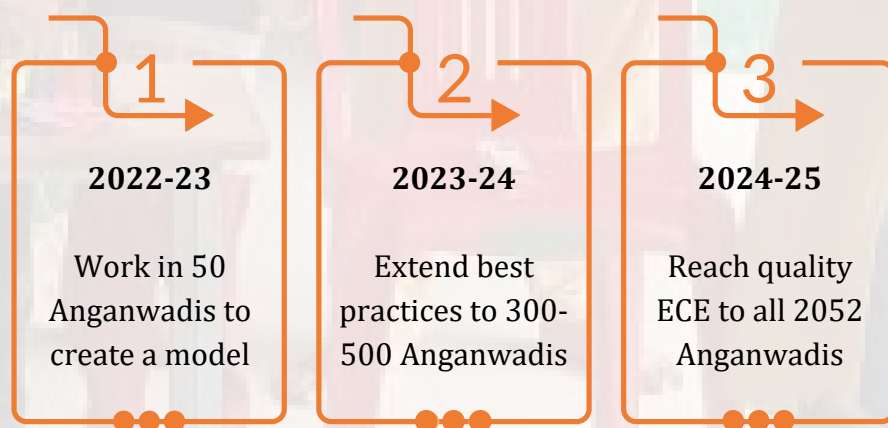 1
2022-23
Work in 50
Anganwadis to
create a model
2
2023-24
Extend best
practices to 300-
500 Anganwadis
3
2024-25
Reach quality
ECE to all 2052
Anganwadis